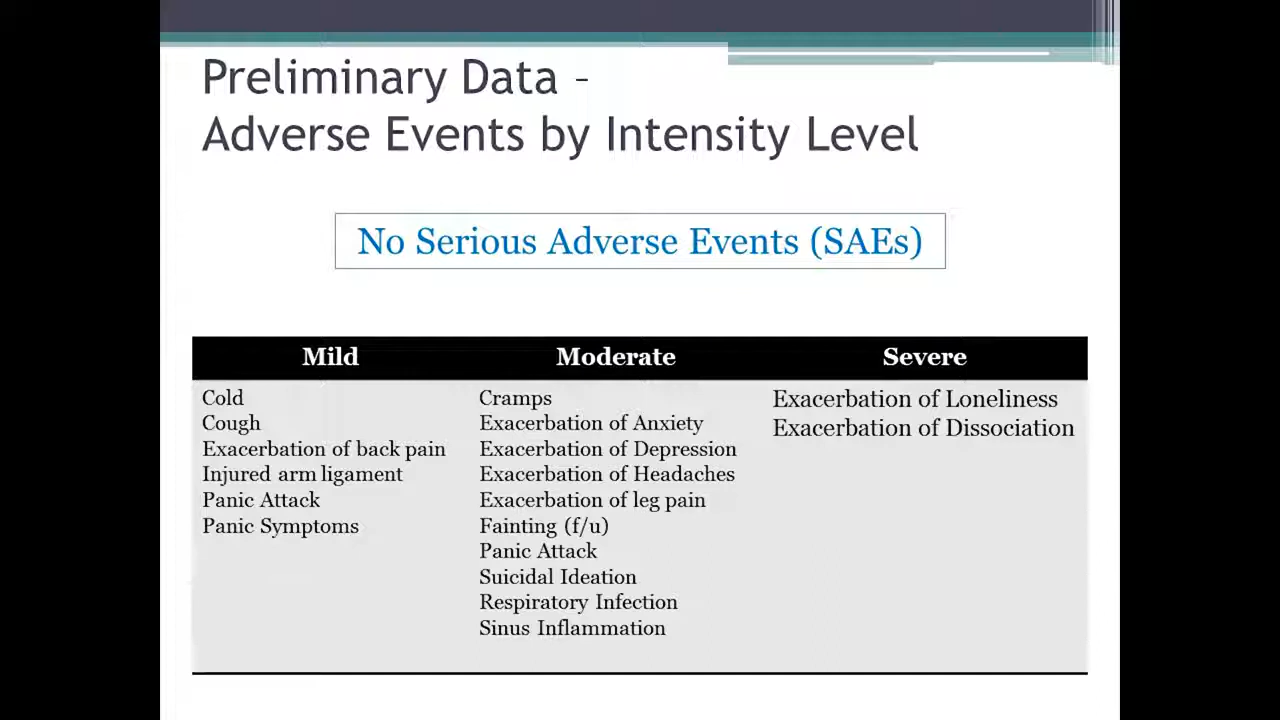 Preliminary Data –
Adverse Events by Intensity Level
No Serious Adverse Events (SAEs)
Mild
Cold
Cough
Exacerbation of back pain
Injured arm ligament
Panic Attack
Panic Symptoms
Moderate
Cramps
Exacerbation of Anxiety
Exacerbation of Depression
Exacerbation of Headaches
Exacerbation of leg pain
Fainting (f/u)
Panic Attack
Suicidal Ideation
Respiratory Infection
Sinus Inflammation
Severe
Exacerbation of Loneliness
Exacerbation of Dissociation